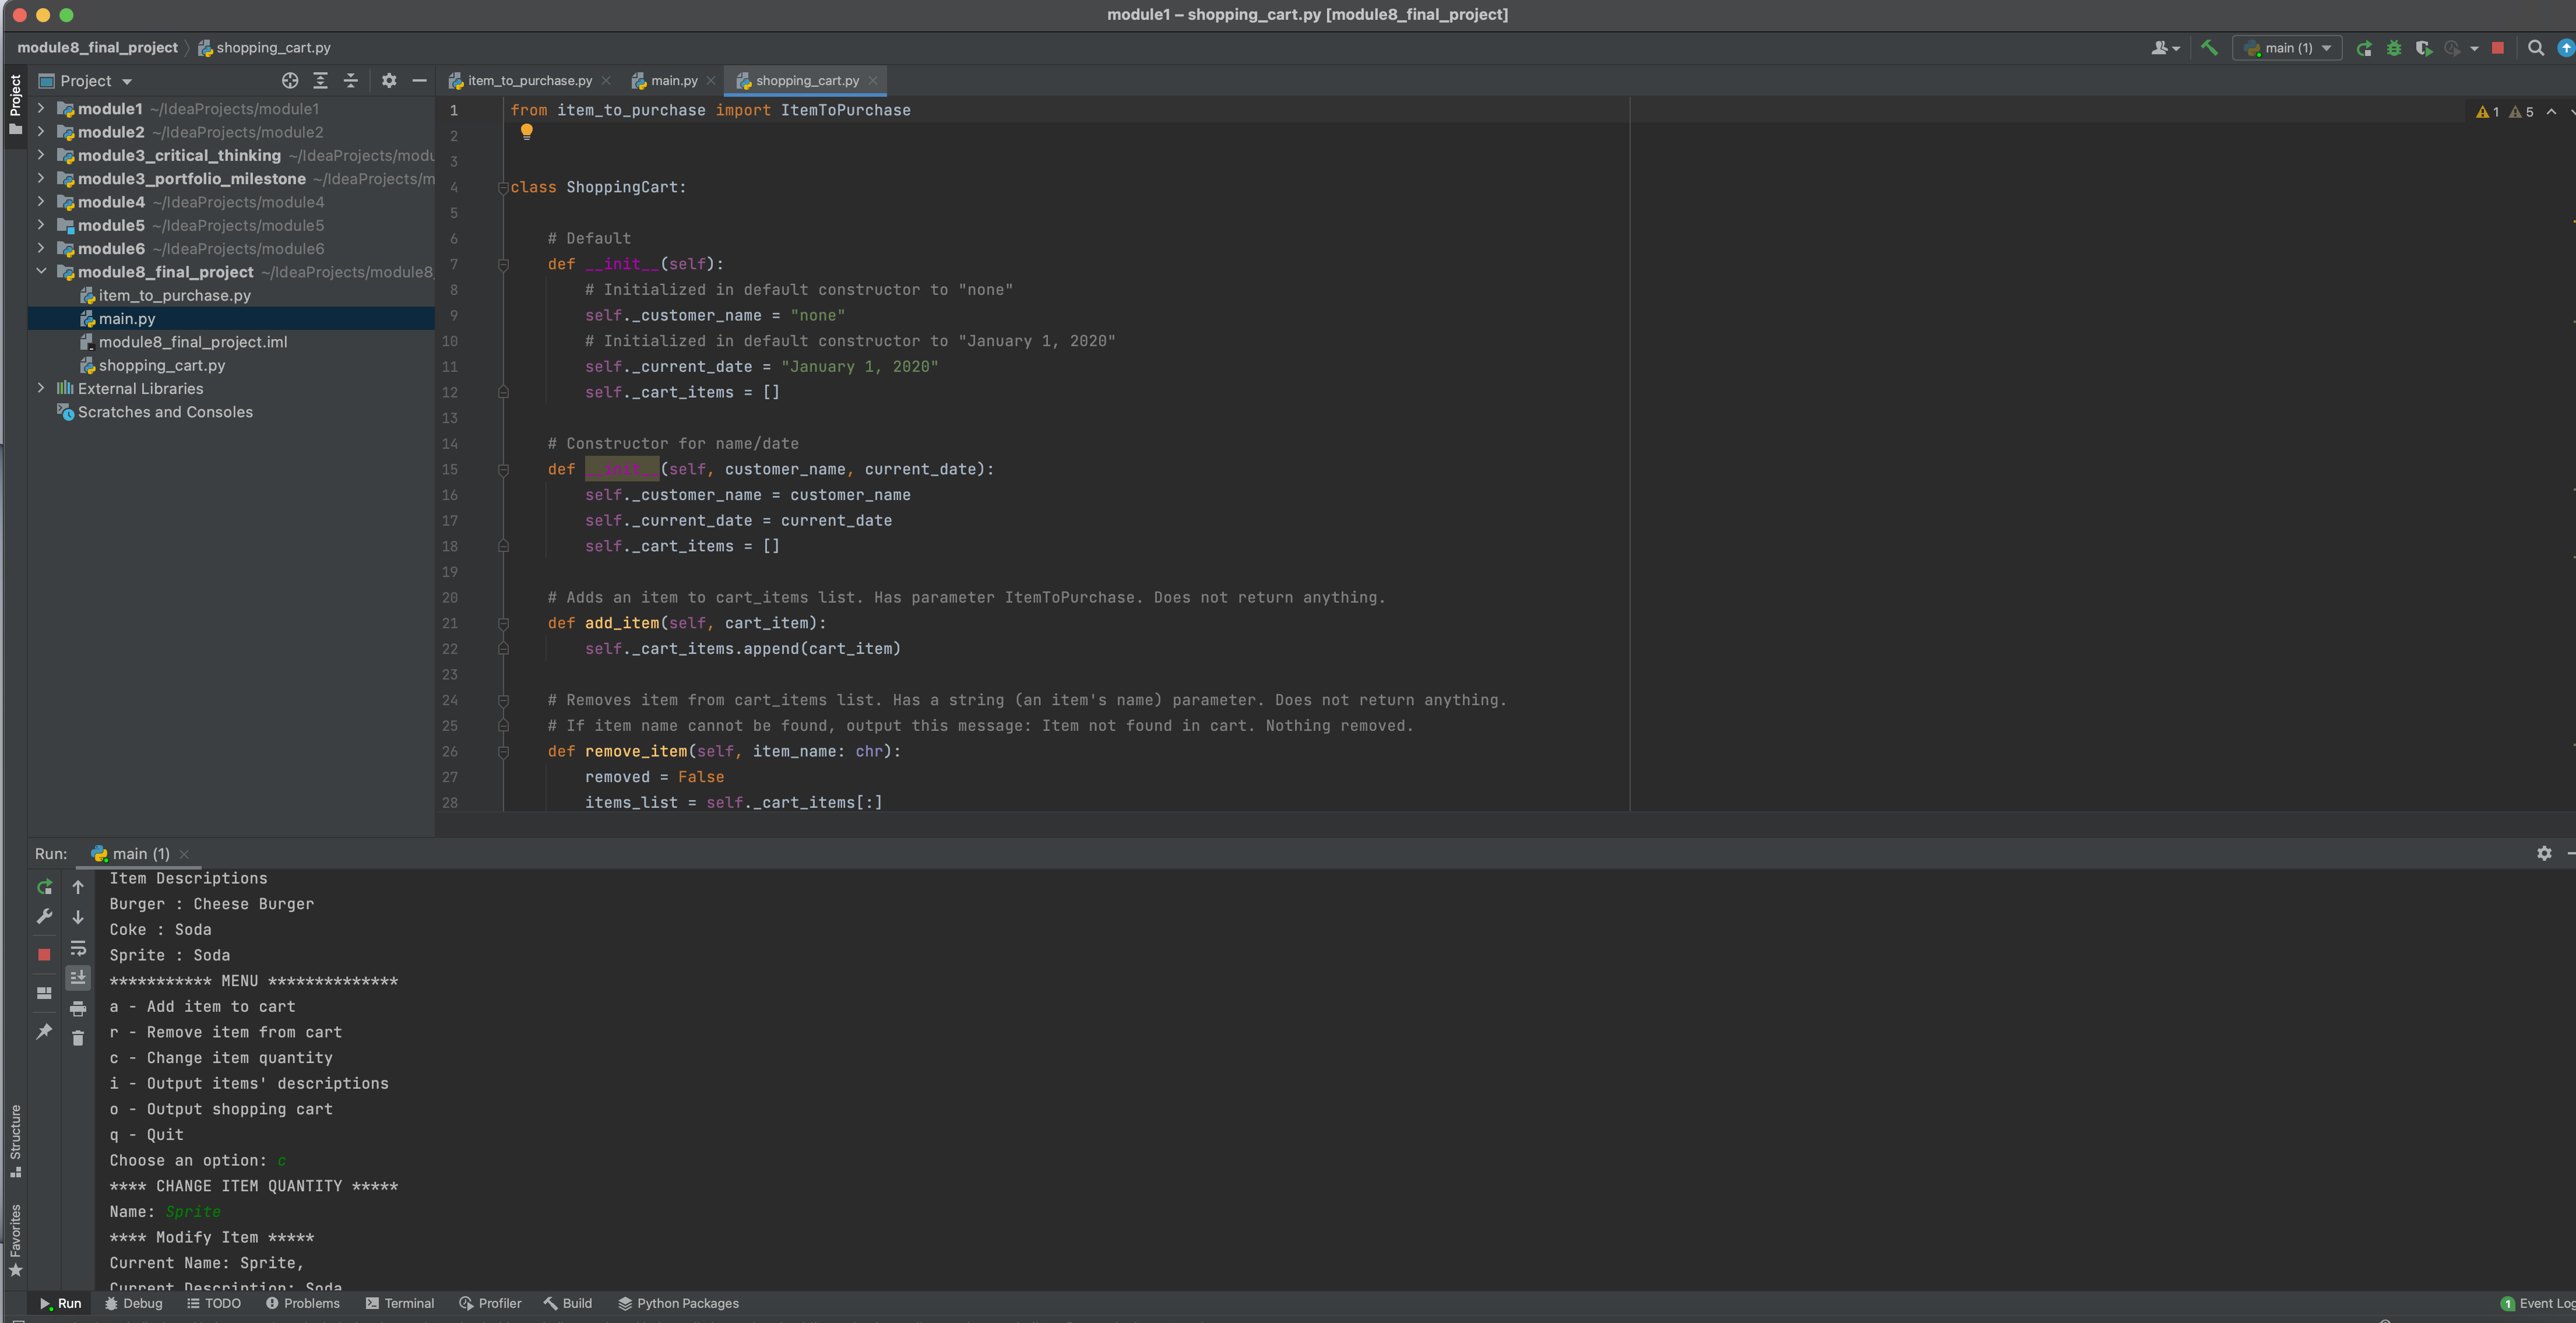 module1 – shopping_cart.py [module8_final_project]
module8_final_project 〉 shopping_cart.py
main (1)
Project
Project
item_to_purchase.py
main.py
shopping_cart.py
module1 ~/IdeaProjects/module1
module2 ~/IdeaProjects/module2
module3_critical_thinking ~/IdeaProjects/modu
module3_portfolio_milestone ~/IdeaProjects/m
module4 ~/IdeaProjects/module4
module5 ~/IdeaProjects/module5
module6 ~/IdeaProjects/module6
module8_final_project ~/IdeaProjects/module8_
item_to_purchase.py
main.py
module8_final_project.iml
shopping_cart.py
External Libraries
Scratches and Consoles
1 from item_to_purchase import ItemToPurchase
1 5
2
3
4 class ShoppingCart:
5
6 # Default
7 def __init__(self):
8 # Initialized in default constructor to "none"
9 self._customer_name = "none"
10 # Initialized in default constructor to "January 1, 2020"
11 self._current_date = "January 1, 2020"
12 self._cart_items = []
13
14 # Constructor for name/date
15 def __init__(self, customer_name, current_date):
16 self._customer_name = customer_name
17 self._current_date = current_date
18 self._cart_items = []
19
20 # Adds an item to cart_items list. Has parameter ItemToPurchase. Does not return anything.
21 def add_item(self, cart_item):
22 self._cart_items.append(cart_item)
23
24 # Removes item from cart_items list. Has a string (an item's name) parameter. Does not return anything.
25 # If item name cannot be found, output this message: Item not found in cart. Nothing removed.
26 def remove_item(self, item_name: chr):
27 removed = False
28 items_list = self._cart_items[:]
Run: main (1)
Item Descriptions
Burger : Cheese Burger
Coke : Soda
Sprite : Soda
*********** MENU **************
a - Add item to cart
r - Remove item from cart
c - Change item quantity
i - Output items' descriptions
o - Output shopping cart
q - Quit
Choose an option: c
**** CHANGE ITEM QUANTITY *****
Name: Sprite
**** Modify Item *****
Current Name: Sprite,
Current Description: Soda
Structure
Favorites
Run Debug TODO Problems Terminal Profiler Build Python Packages
1 Event Log